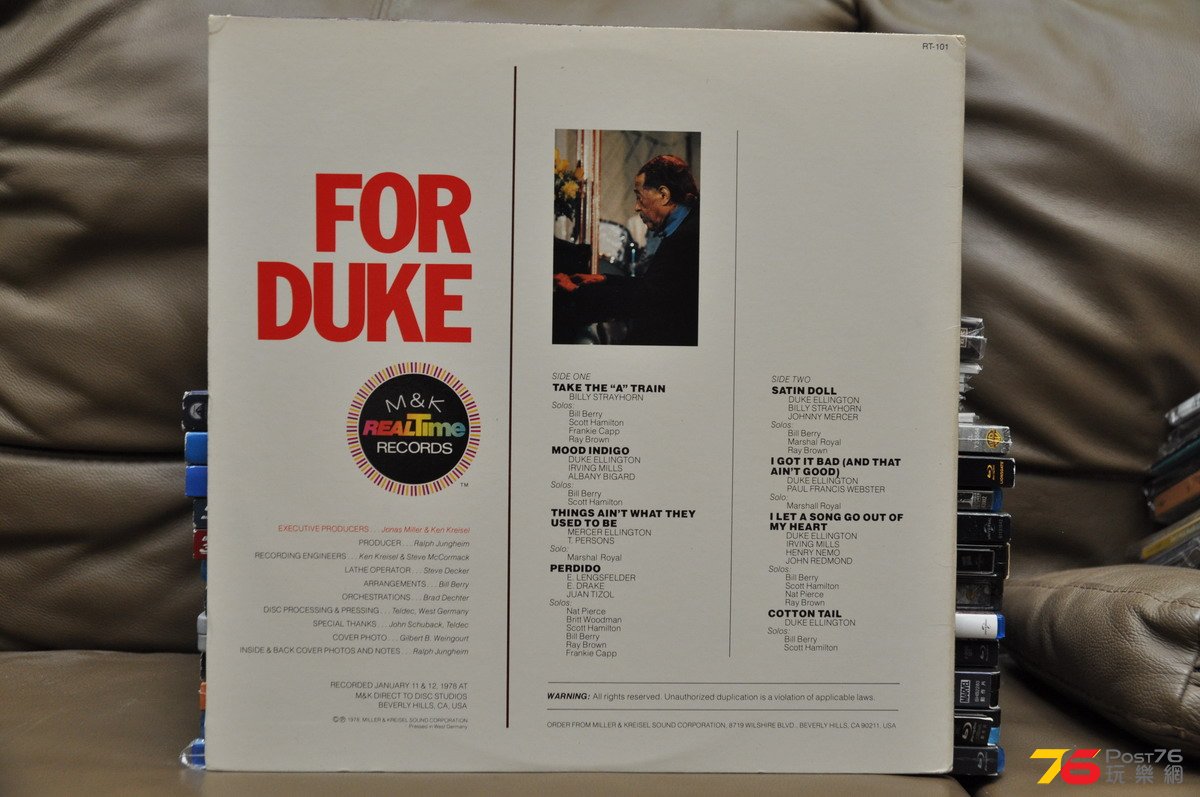 RT-101
FOR
DUKE
M&K
REALTime
RECORDS
TM
EXECUTIVE PRODUCERS . . . Jonas Miller & Ken Kreisel
PRODUCER . . . Ralph Jungheim
RECORDING ENGINEERS . . . Ken Kreisel & Steve McCormack
LATHE OPERATOR . . . Steve Decker
ARRANGEMENTS . . . Bill Berry
ORCHESTRATIONS . . . Brad Dechter
DISC PROCESSING & PRESSING . . . Teldec, West Germany
SPECIAL THANKS . . . John Schuback, Teldec
COVER PHOTO . . . Gilbert B. Weingourt
INSIDE & BACK COVER PHOTOS AND NOTES . . . Ralph Jungheim
RECORDED JANUARY 11 & 12, 1978 AT
M&K DIRECT TO DISC STUDIOS
BEVERLY HILLS, CA, USA
©℗ 1978, MILLER & KREISEL SOUND CORPORATION
Pressed in West Germany
SIDE ONE
TAKE THE "A" TRAIN
BILLY STRAYHORN
Solos:
Bill Berry
Scott Hamilton
Frankie Capp
Ray Brown
MOOD INDIGO
DUKE ELLINGTON
IRVING MILLS
ALBANY BIGARD
Solos:
Bill Berry
Scott Hamilton
THINGS AIN'T WHAT THEY
USED TO BE
MERCER ELLINGTON
T. PERSONS
Solo:
Marshal Royal
PERDIDO
E. LENGSFELDER
E. DRAKE
JUAN TIZOL
Solos:
Nat Pierce
Britt Woodman
Scott Hamilton
Bill Berry
Ray Brown
Frankie Capp
SIDE TWO
SATIN DOLL
DUKE ELLINGTON
BILLY STRAYHORN
JOHNNY MERCER
Solos:
Bill Berry
Marshal Royal
Ray Brown
I GOT IT BAD (AND THAT
AIN'T GOOD)
DUKE ELLINGTON
PAUL FRANCIS WEBSTER
Solo:
Marshall Royal
I LET A SONG GO OUT OF
MY HEART
DUKE ELLINGTON
IRVING MILLS
HENRY NEMO
JOHN REDMOND
Solos:
Bill Berry
Scott Hamilton
Nat Pierce
Ray Brown
COTTON TAIL
DUKE ELLINGTON
Solos:
Bill Berry
Scott Hamilton
WARNING: All rights reserved. Unauthorized duplication is a violation of applicable laws.
ORDER FROM MILLER & KREISEL SOUND CORPORATION, 8719 WILSHIRE BLVD., BEVERLY HILLS, CA 90211. USA
76 Post76
玩樂網